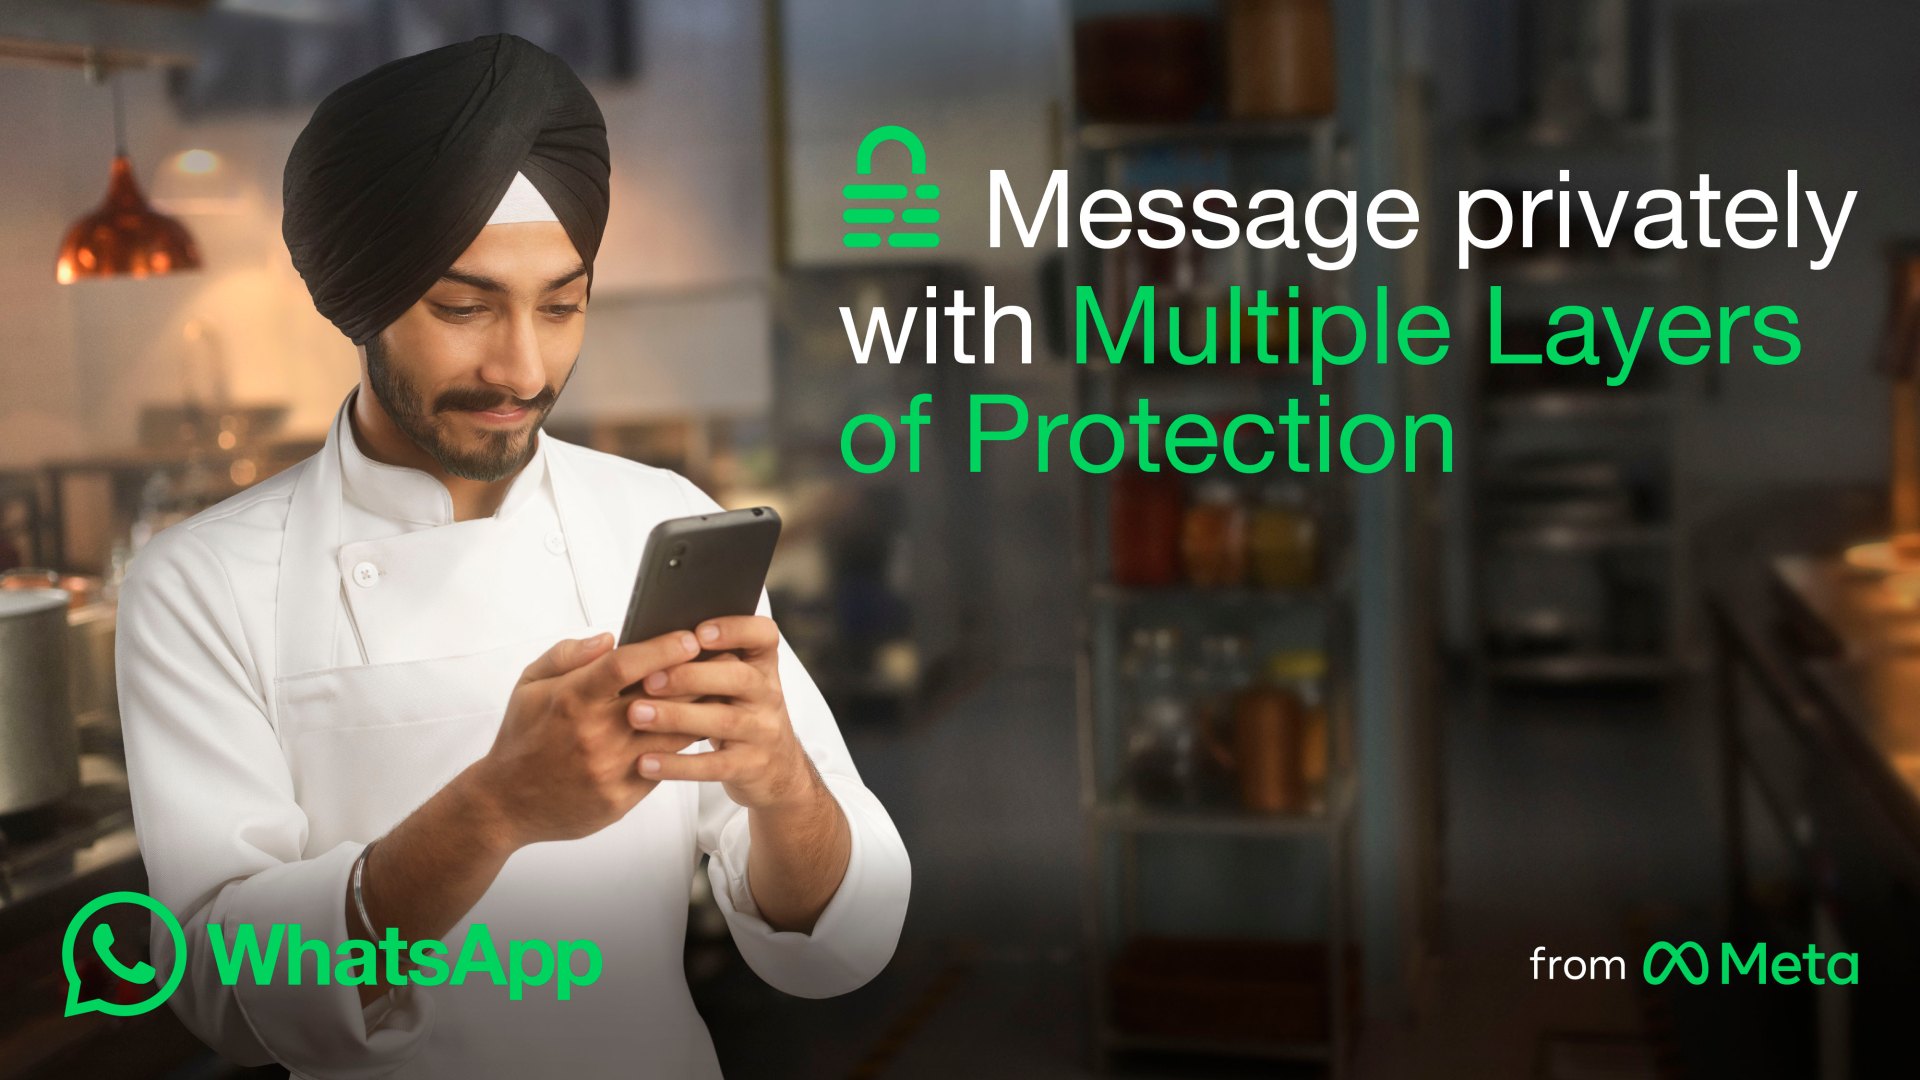 Message privately
with Multiple Layers
of Protection
WhatsApp
from Meta